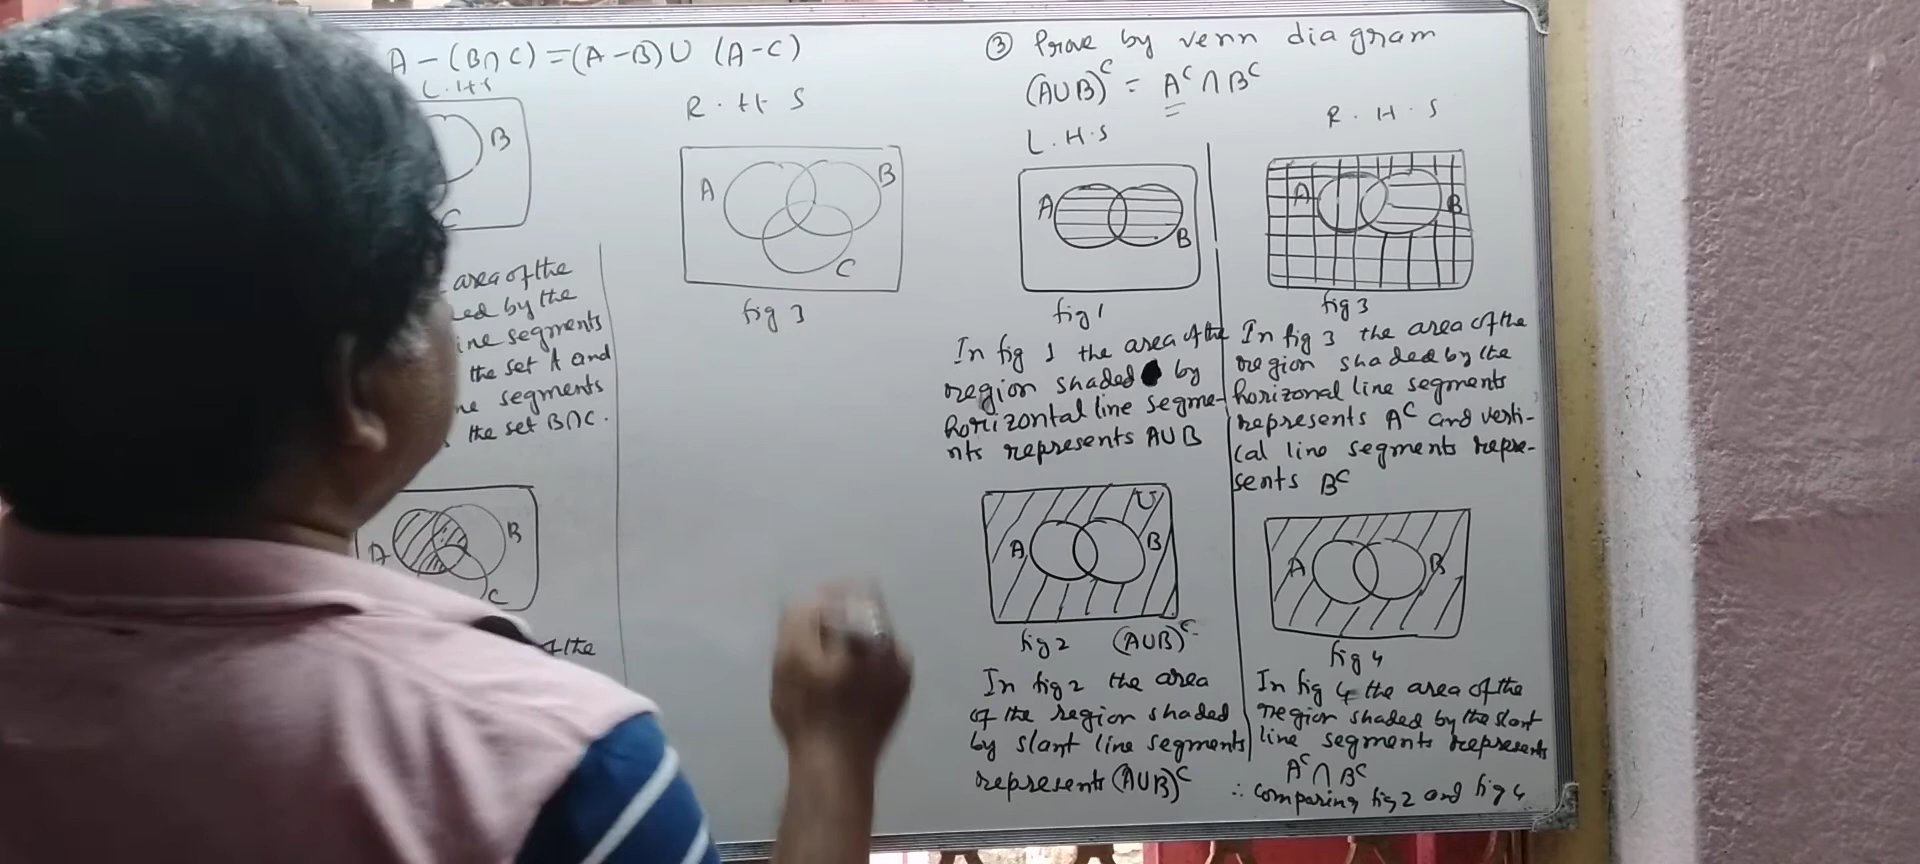 A - (B∩C) = (A-B) ∪ (A-C)
L.H.S
B
C
area of the
by the
line segments
the set A and
segments
the set B∩C.
A
B
C
of the
R.H.S
A
B
C
fig 3
③ Prove by venn diagram
(A∪B)ᶜ = Aᶜ ∩ Bᶜ
L.H.S
A
B
fig 1
In fig 1 the area of the
region shaded by
horizontal line segme-
nts represents A∪B
U
A
B
fig 2 (A∪B)ᶜ
In fig 2 the area
of the region shaded
by slant line segments
represents (A∪B)ᶜ
R.H.S
A
B
fig 3
In fig 3 the area of the
region shaded by the
horizonal line segments
represents Aᶜ and verti-
cal line segments repre-
sents Bᶜ
A
B
fig 4
In fig 4 the area of the
region shaded by the slant
line segments represents
Aᶜ ∩ Bᶜ
∴ Comparing fig 2 and fig 4